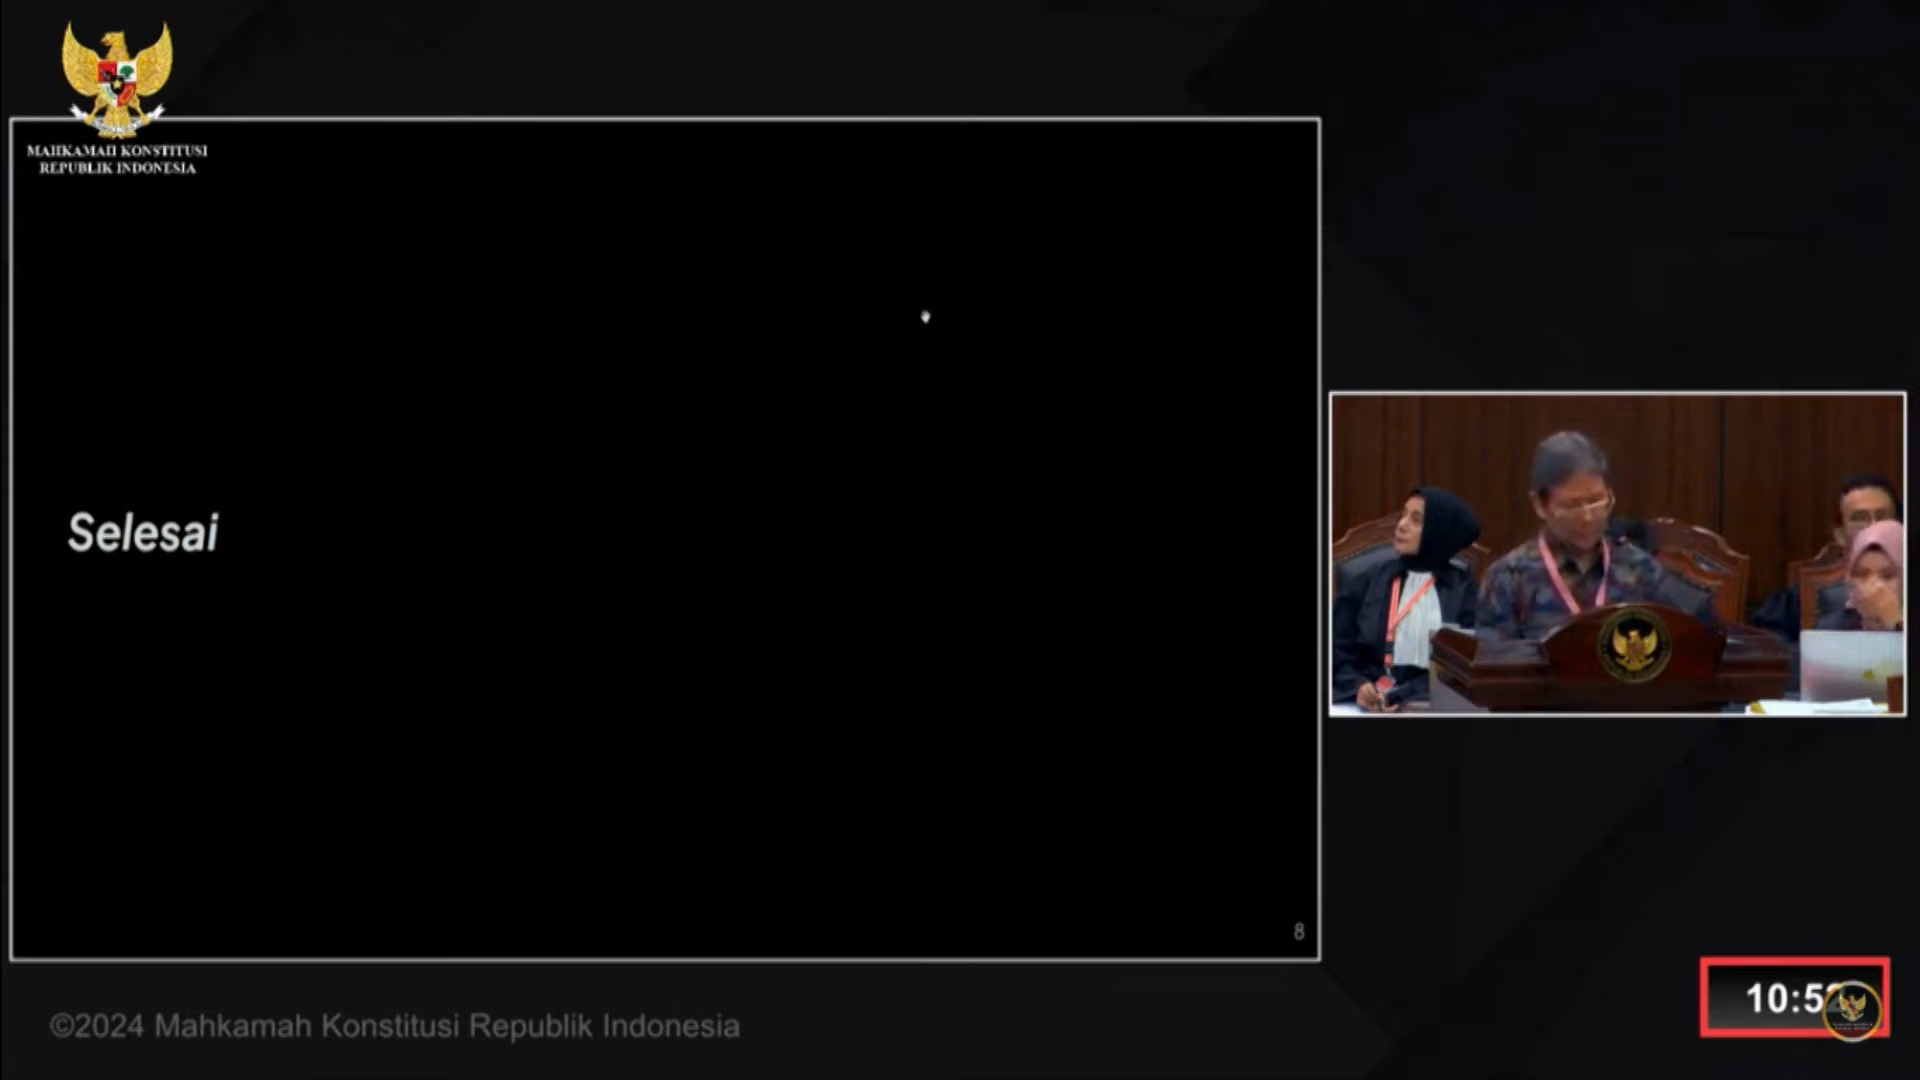 MAHKAMAH KONSTITUSI
REPUBLIK INDONESIA
Selesai
8
©2024 Mahkamah Konstitusi Republik Indonesia